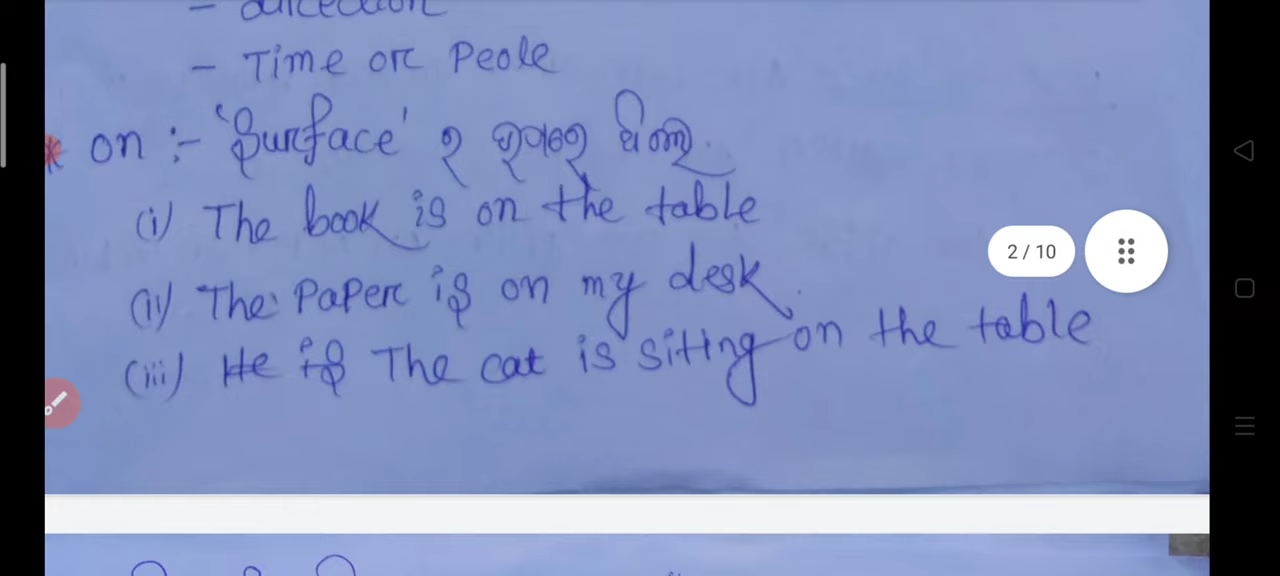 - Time or Peole
* on :- 'Surface' ର ଉପରେ ଥିଲେ.
(i) The book is on the table
(ii) The Paper is on my desk.
(iii) He is The cat is siting on the table
2 / 10